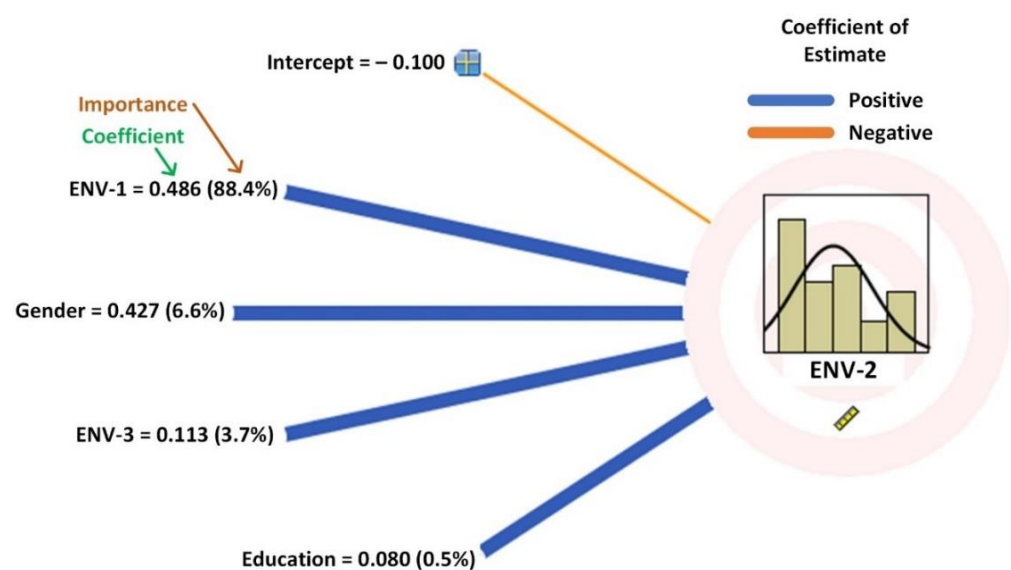 Coefficient of
Estimate
Positive
Negative
Intercept = – 0.100
Importance
Coefficient
ENV-1 = 0.486 (88.4%)
Gender = 0.427 (6.6%)
ENV-3 = 0.113 (3.7%)
Education = 0.080 (0.5%)
ENV-2